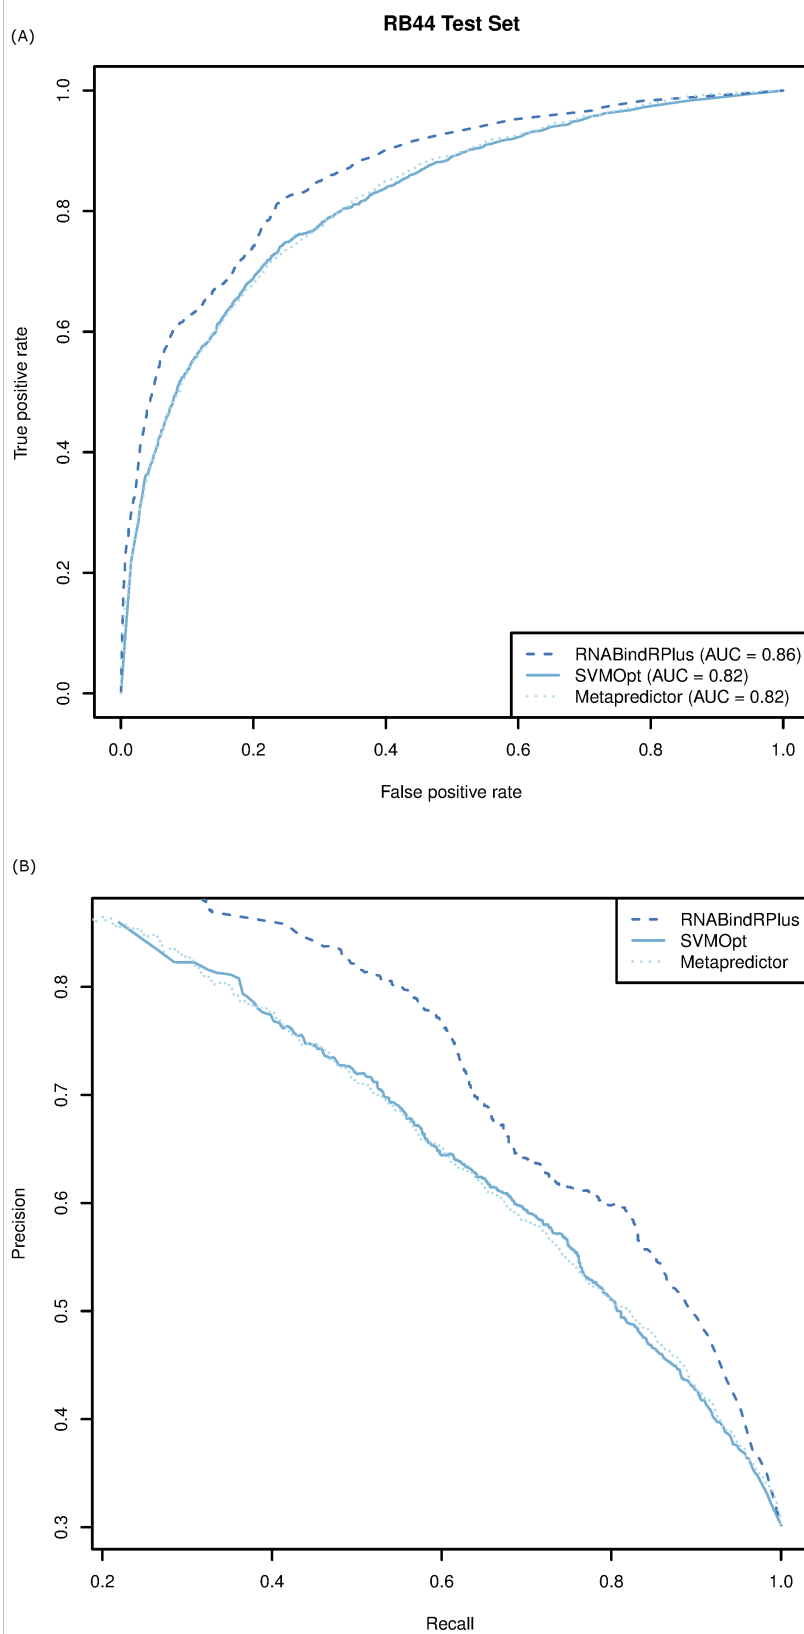 RB44 Test Set
(A)
1.0
0.8
0.6
0.4
0.2
0.0
True positive rate
RNABindRPlus (AUC = 0.86)
SVMOpt (AUC = 0.82)
Metapredictor (AUC = 0.82)
0.0 0.2 0.4 0.6 0.8 1.0
False positive rate
(B)
RNABindRPlus
SVMOpt
Metapredictor
0.8
0.7
0.6
0.5
0.4
0.3
Precision
0.2 0.4 0.6 0.8 1.0
Recall